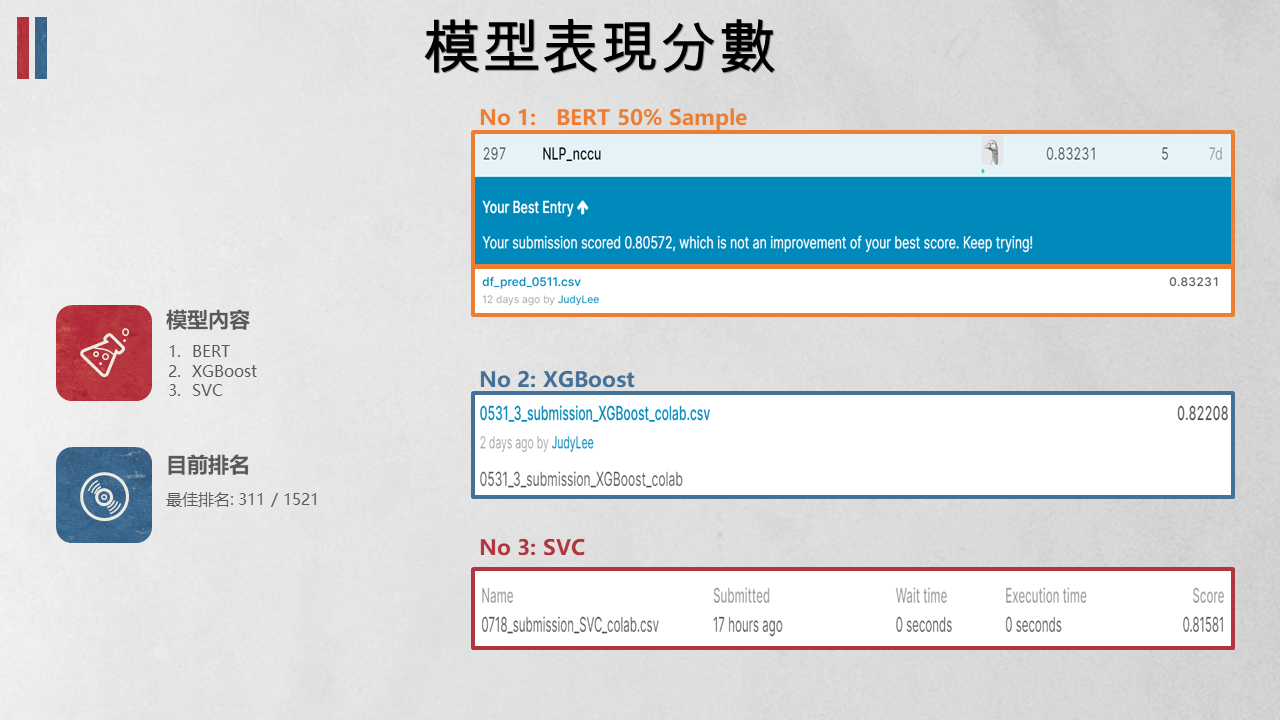 模型表現分數
模型內容
1. BERT
2. XGBoost
3. SVC
目前排名
最佳排名: 311 / 1521
No 1: BERT 50% Sample
297 NLP_nccu 0.83231 5 7d
Your Best Entry ↑
Your submission scored 0.80572, which is not an improvement of your best score. Keep trying!
df_pred_0511.csv 0.83231
12 days ago by JudyLee
No 2: XGBoost
0531_3_submission_XGBoost_colab.csv 0.82208
2 days ago by JudyLee
0531_3_submission_XGBoost_colab
No 3: SVC
Name Submitted Wait time Execution time Score
0718_submission_SVC_colab.csv 17 hours ago 0 seconds 0 seconds 0.81581